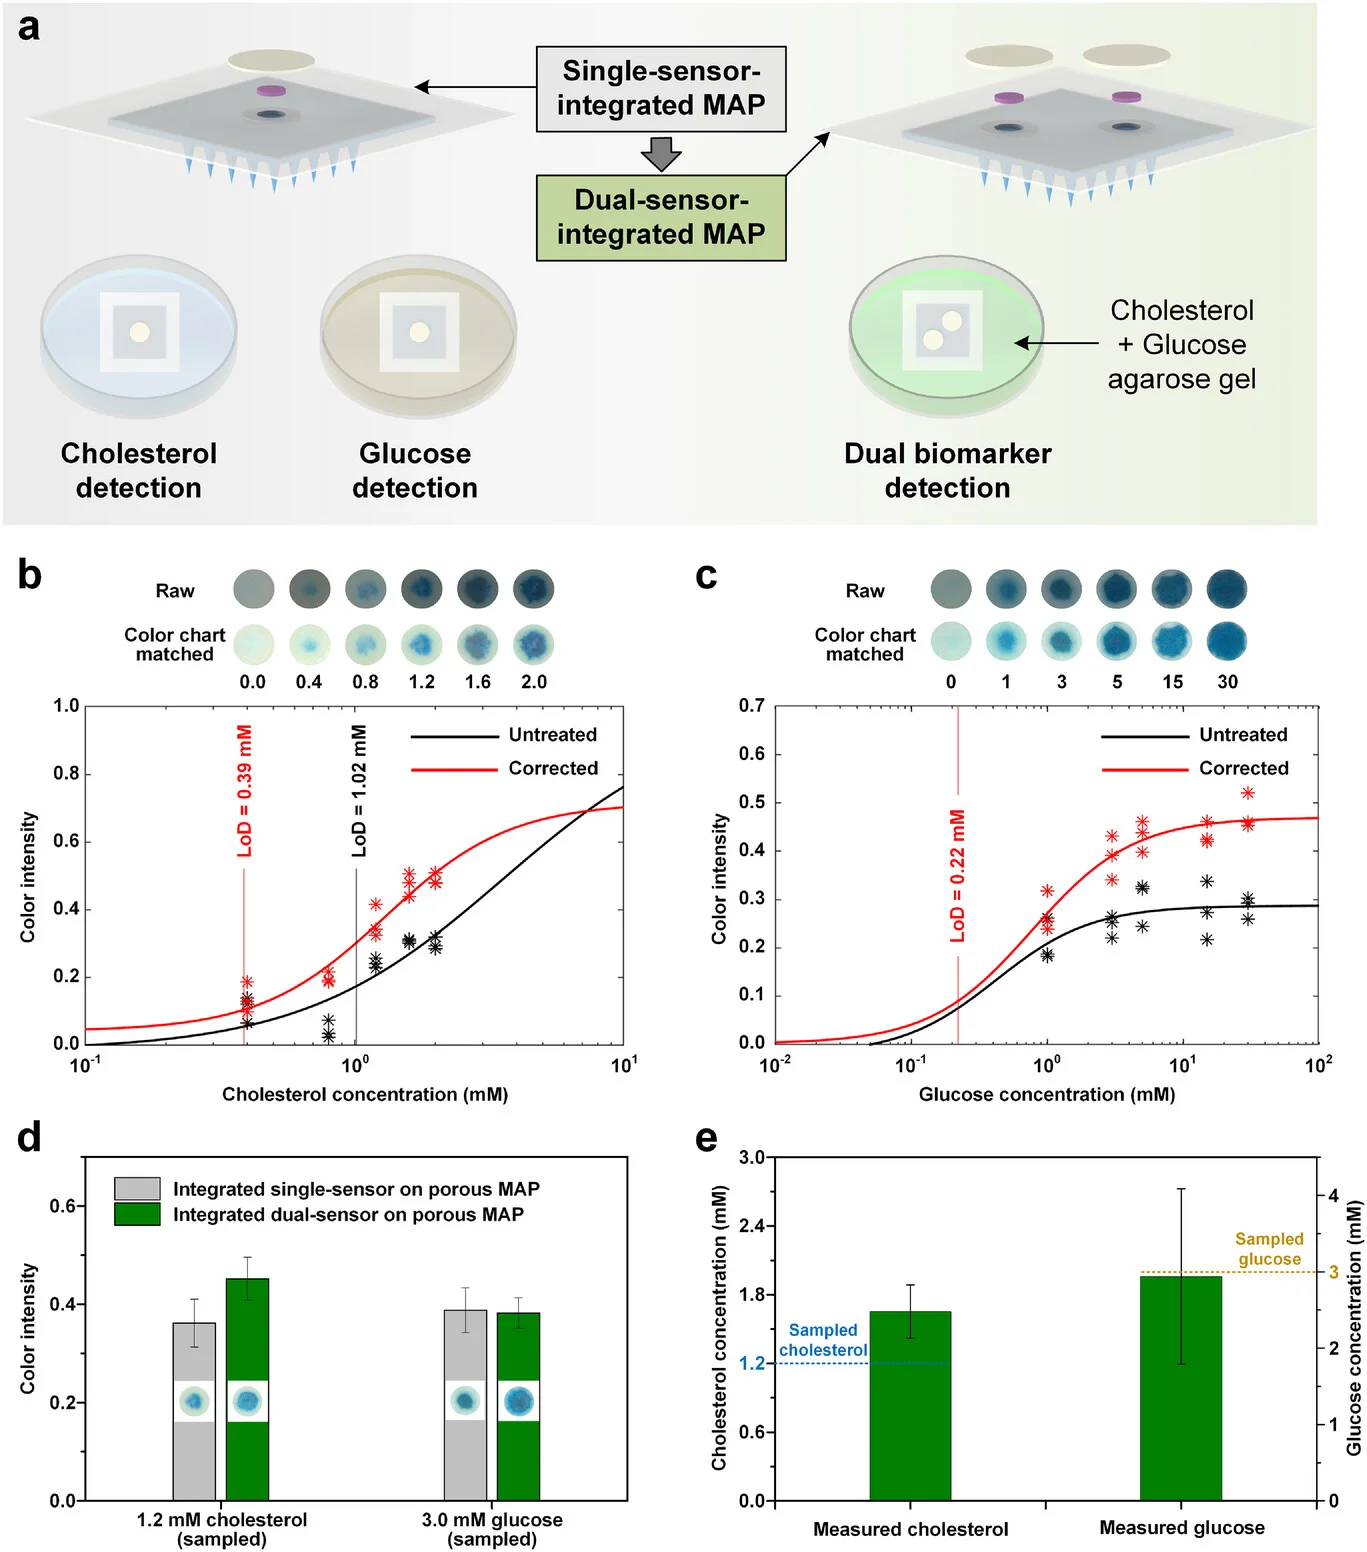 a
Single-sensor-
integrated MAP
Dual-sensor-
integrated MAP
Cholesterol
+ Glucose
agarose gel
Cholesterol
detection
Glucose
detection
Dual biomarker
detection
b
Raw
Color chart
matched
0.0 0.4 0.8 1.2 1.6 2.0
1.0
0.8
0.6
0.4
0.2
0.0
Color intensity
LoD = 0.39 mM
LoD = 1.02 mM
Untreated
Corrected
10⁻¹ 10⁰ 10¹
Cholesterol concentration (mM)
c
Raw
Color chart
matched
0 1 3 5 15 30
0.7
0.6
0.5
0.4
0.3
0.2
0.1
0.0
Color intensity
LoD = 0.22 mM
Untreated
Corrected
10⁻² 10⁻¹ 10⁰ 10¹ 10²
Glucose concentration (mM)
d
Integrated single-sensor on porous MAP
Integrated dual-sensor on porous MAP
0.6
0.4
0.2
0.0
Color intensity
1.2 mM cholesterol
(sampled)
3.0 mM glucose
(sampled)
e
3.0
2.4
1.8
1.2
0.6
0.0
Cholesterol concentration (mM)
Sampled
cholesterol
Sampled
glucose
4
3
2
1
0
Glucose concentration (mM)
Measured cholesterol
Measured glucose